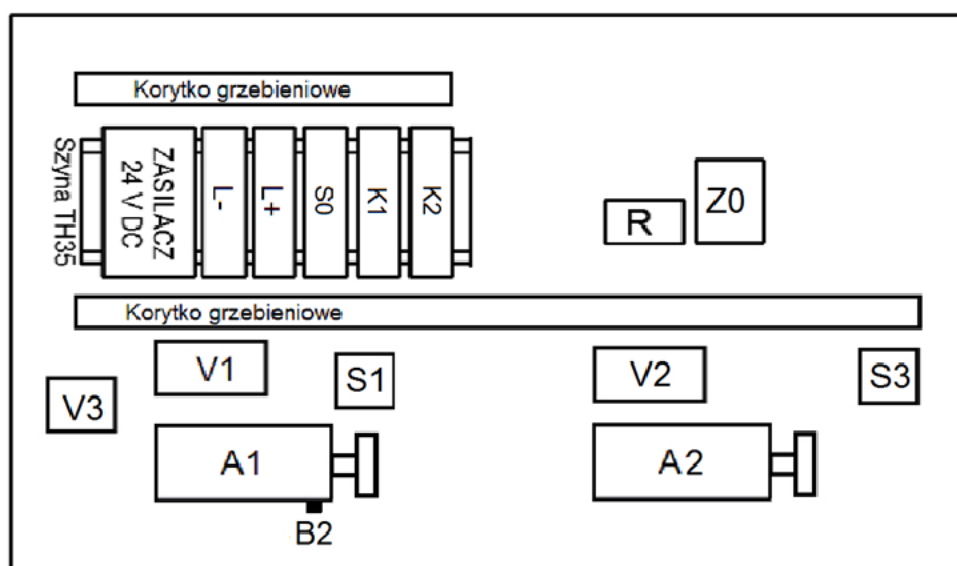 Korytko grzebieniowe
Szyna TH35
ZASILACZ
24 V DC
L-
L+
S0
K1
K2
R
Z0
Korytko grzebieniowe
V1
S1
V2
S3
V3
A1
A2
B2